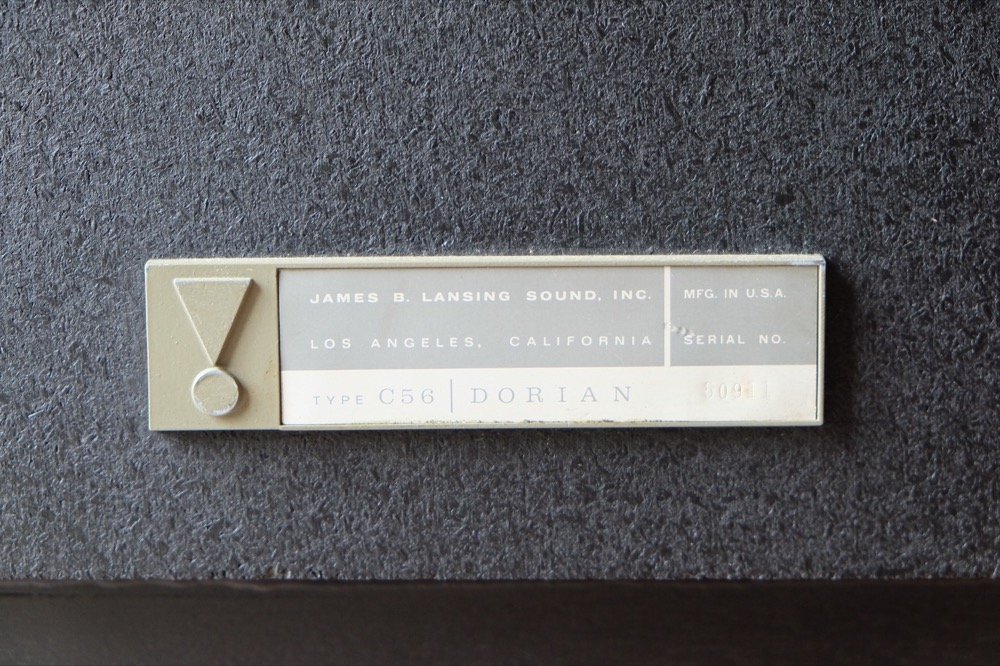 JAMES B. LANSING SOUND, INC.
LOS ANGELES, CALIFORNIA
MFG. IN U.S.A.
SERIAL NO.
TYPE C56 | DORIAN